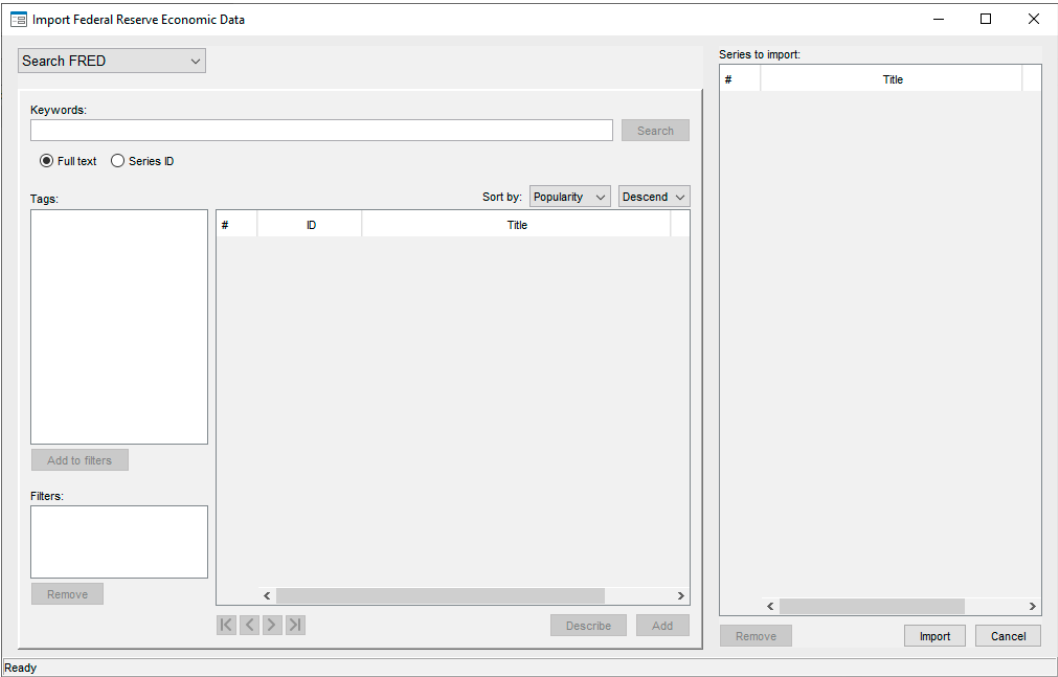 Import Federal Reserve Economic Data
Search FRED
Series to import:
# Title
Keywords:
Search
Full text Series ID
Tags:
Sort by: Popularity Descend
# ID Title
Add to filters
Filters:
Remove
Describe Add
Remove Import Cancel
Ready